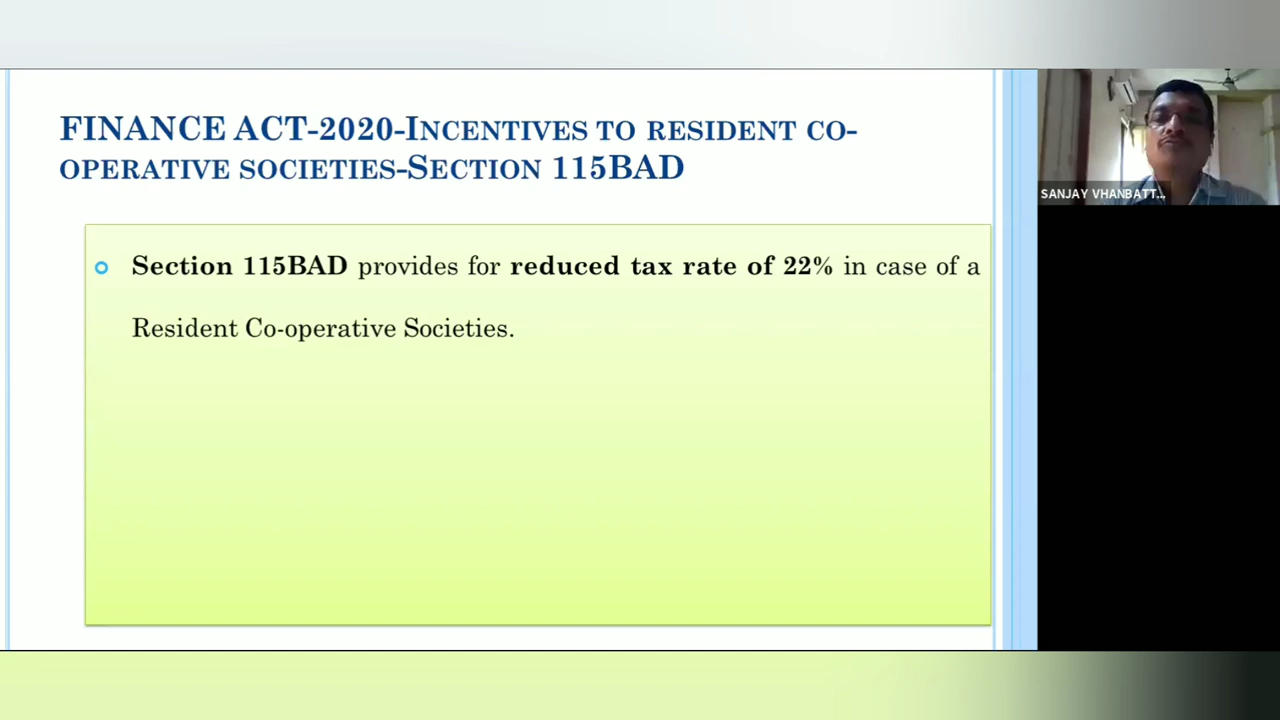 FINANCE ACT-2020-INCENTIVES TO RESIDENT CO-
OPERATIVE SOCIETIES-SECTION 115BAD
Section 115BAD provides for reduced tax rate of 22% in case of a
Resident Co-operative Societies.
SANJAY VHANBATT...